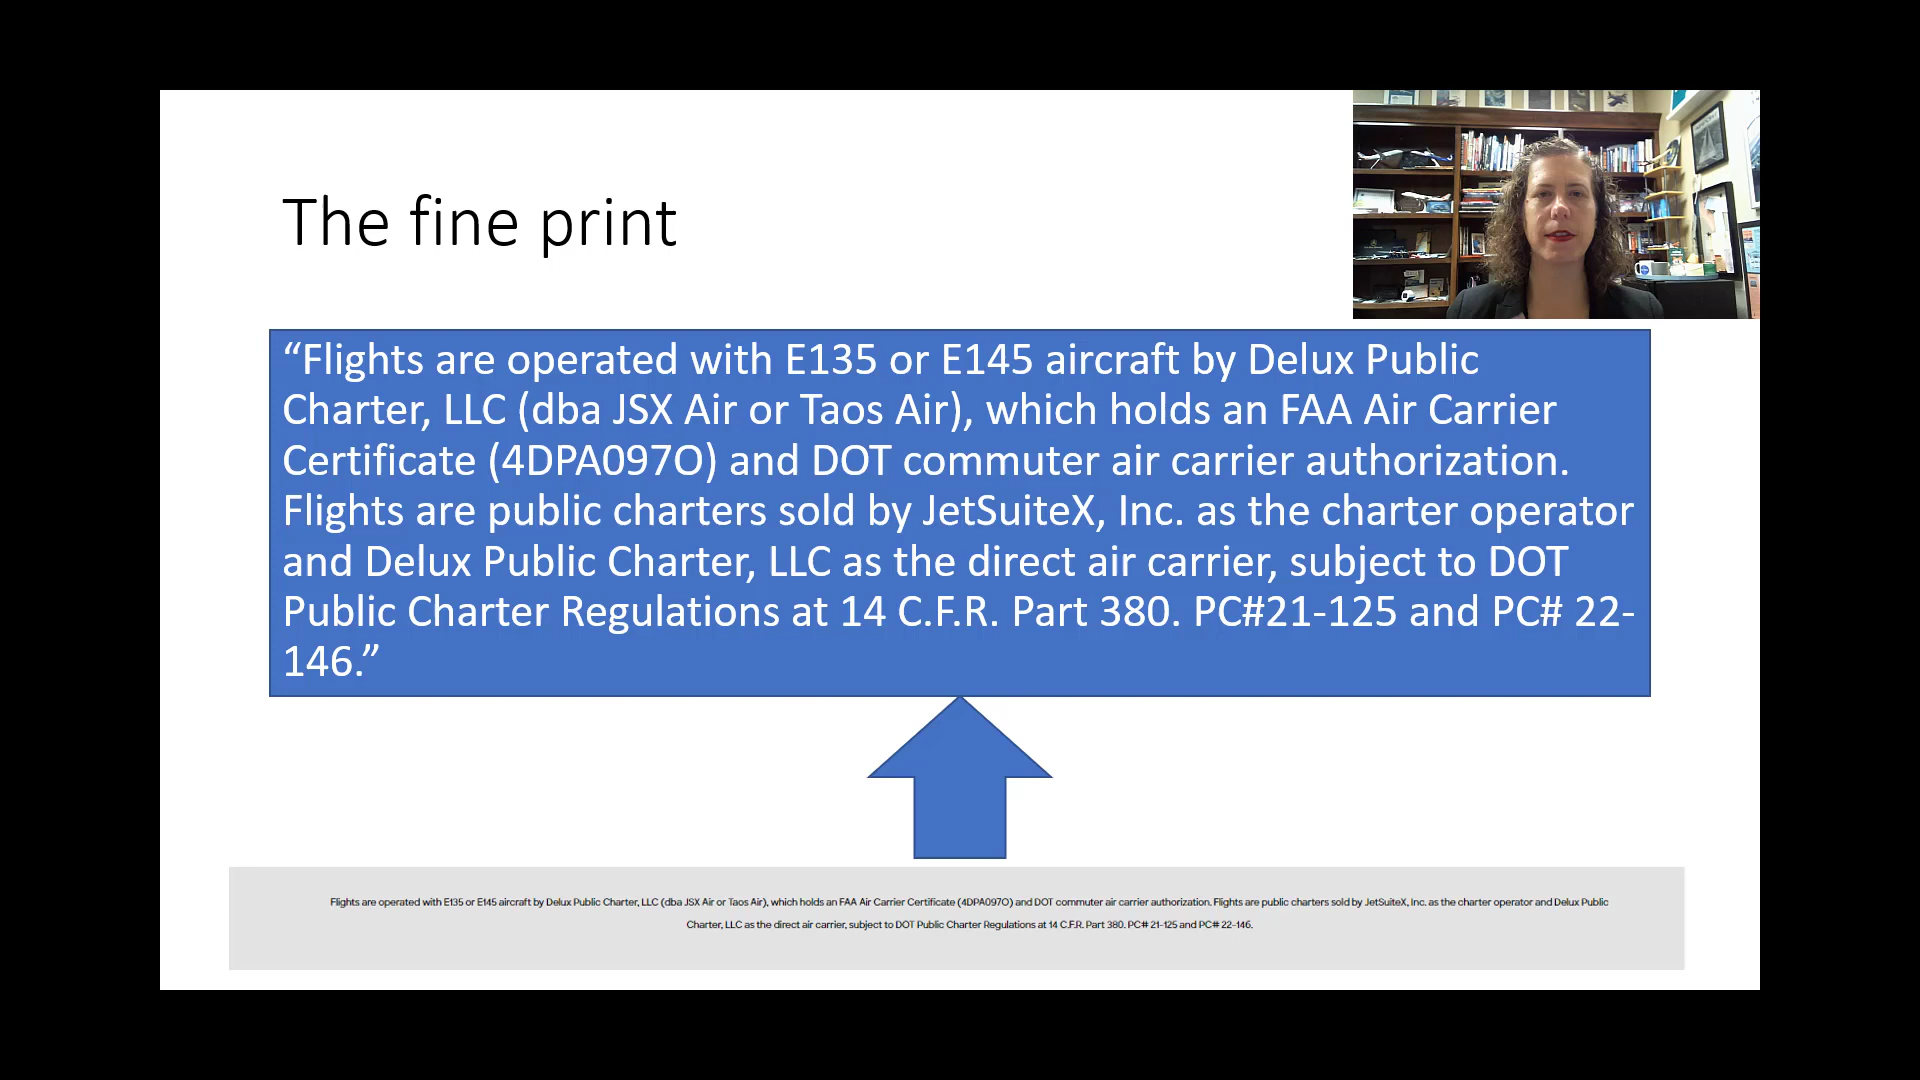 The fine print
“Flights are operated with E135 or E145 aircraft by Delux Public
Charter, LLC (dba JSX Air or Taos Air), which holds an FAA Air Carrier
Certificate (4DPA097O) and DOT commuter air carrier authorization.
Flights are public charters sold by JetSuiteX, Inc. as the charter operator
and Delux Public Charter, LLC as the direct air carrier, subject to DOT
Public Charter Regulations at 14 C.F.R. Part 380. PC#21-125 and PC# 22-
146.”
Flights are operated with E135 or E145 aircraft by Delux Public Charter, LLC (dba JSX Air or Taos Air), which holds an FAA Air Carrier Certificate (4DPA097O) and DOT commuter air carrier authorization. Flights are public charters sold by JetSuiteX, Inc. as the charter operator and Delux Public
Charter, LLC as the direct air carrier, subject to DOT Public Charter Regulations at 14 C.F.R. Part 380. PC# 21-125 and PC# 22-146.